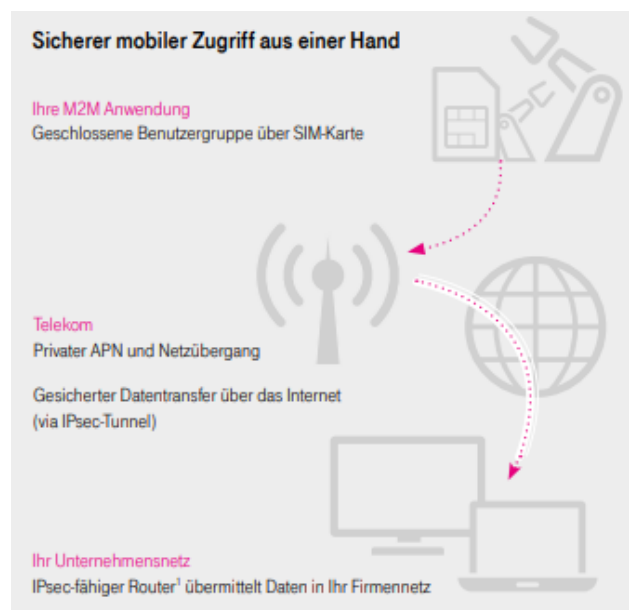 Sicherer mobiler Zugriff aus einer Hand
Ihre M2M Anwendung
Geschlossene Benutzergruppe über SIM-Karte
Telekom
Privater APN und Netzübergang
Gesicherter Datentransfer über das Internet
(via IPsec-Tunnel)
Ihr Unternehmensnetz
IPsec-fähiger Router¹ übermittelt Daten in Ihr Firmennetz